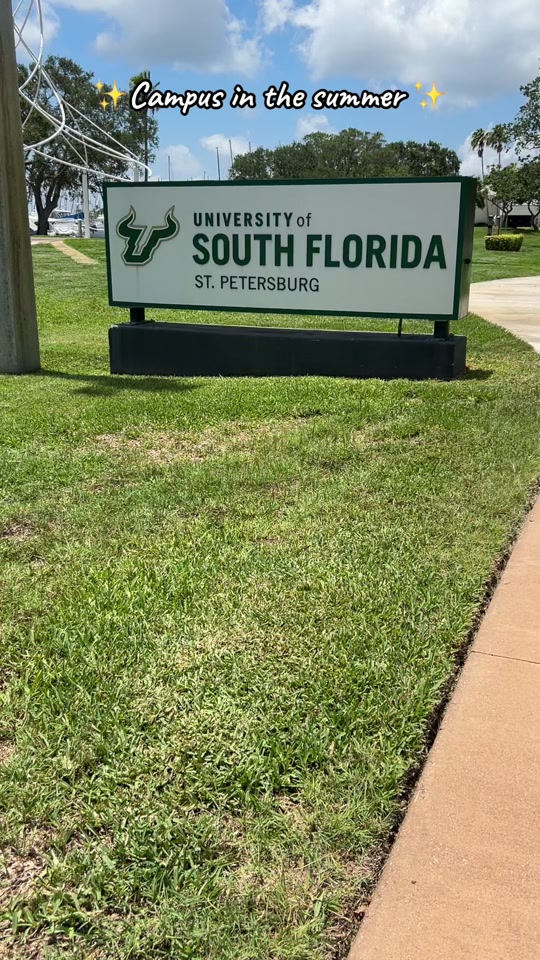 ✨ Campus in the summer ✨
UNIVERSITY of
SOUTH FLORIDA
ST. PETERSBURG